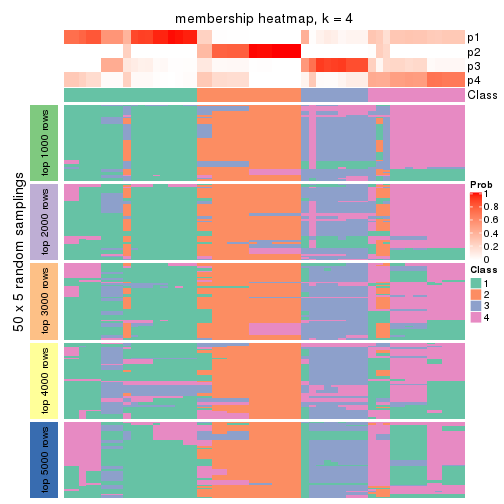 membership heatmap, k = 4
p1
p2
p3
p4
Class
50 x 5 random samplings
top 1000 rows
top 2000 rows
top 3000 rows
top 4000 rows
top 5000 rows
Prob
1
0.8
0.6
0.4
0.2
0
Class
1
2
3
4